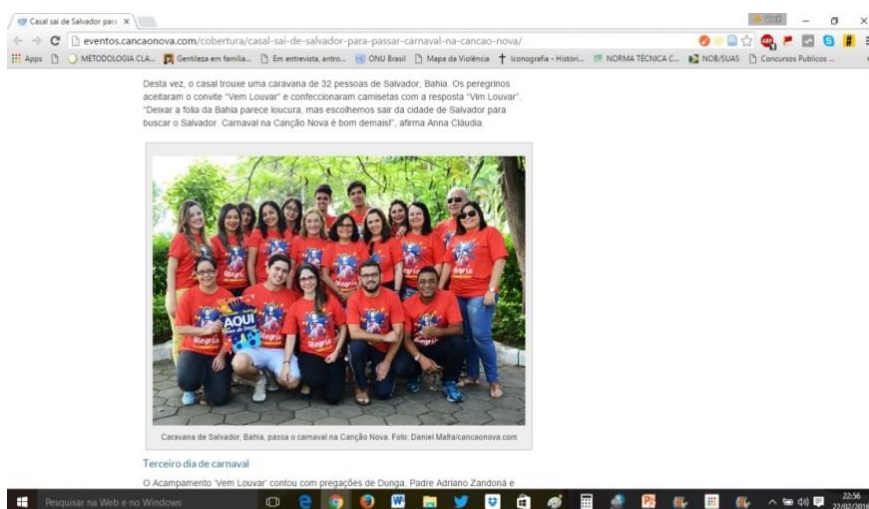 Casal sai de Salvador para
eventos.cancaonova.com/cobertura/casal-sai-de-salvador-para-passar-carnaval-na-cancao-nova/
Apps METODOLOGIA CLA... Gentileza em família... Em entrevista, antro... ONU Brasil Mapa da Violência Iconografia - Históri... NORMA TÉCNICA C... NOB/SUAS Concursos Publicos ...
Desta vez, o casal trouxe uma caravana de 32 pessoas de Salvador, Bahia. Os peregrinos
aceitaram o convite "Vem Louvar" e confeccionaram camisetas com a resposta "Vim Louvar".
"Deixar a folia da Bahia parece loucura, mas escolhemos sair da cidade de Salvador para
buscar o Salvador. Carnaval na Canção Nova é bom demais!", afirma Anna Cláudia.
AQUI
Alegria
Caravana de Salvador, Bahia, passa o carnaval na Canção Nova. Foto: Daniel Mafra/cancaonova.com
Terceiro dia de carnaval
O Acampamento 'Vem Louvar' contou com pregações de Dunga, Padre Adriano Zandoná e
Pesquisar na Web e no Windows
22:56
22/02/2016